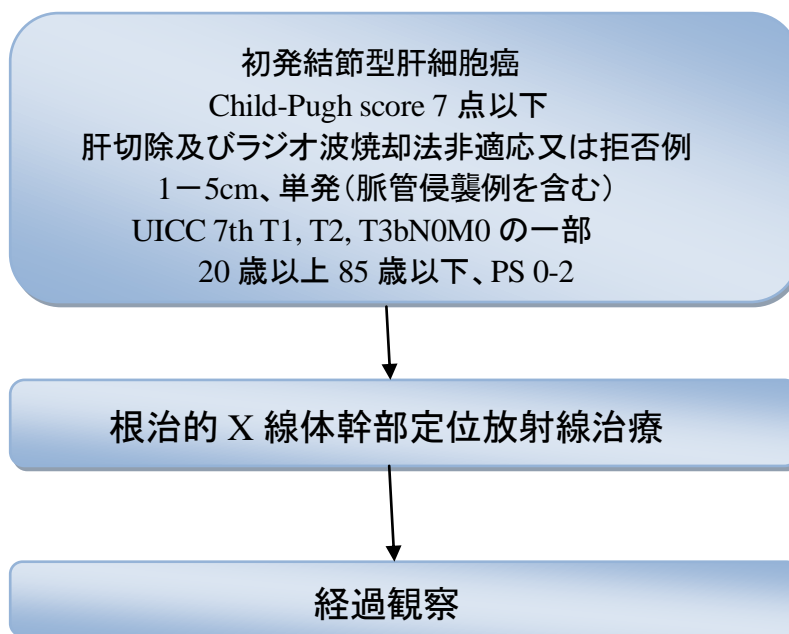 初発結節型肝細胞癌
Child-Pugh score 7 点以下
肝切除及びラジオ波焼却法非適応又は拒否例
1－5cm、単発（脈管侵襲例を含む）
UICC 7th T1, T2, T3bN0M0 の一部
20 歳以上 85 歳以下、PS 0-2
根治的 X 線体幹部定位放射線治療
経過観察